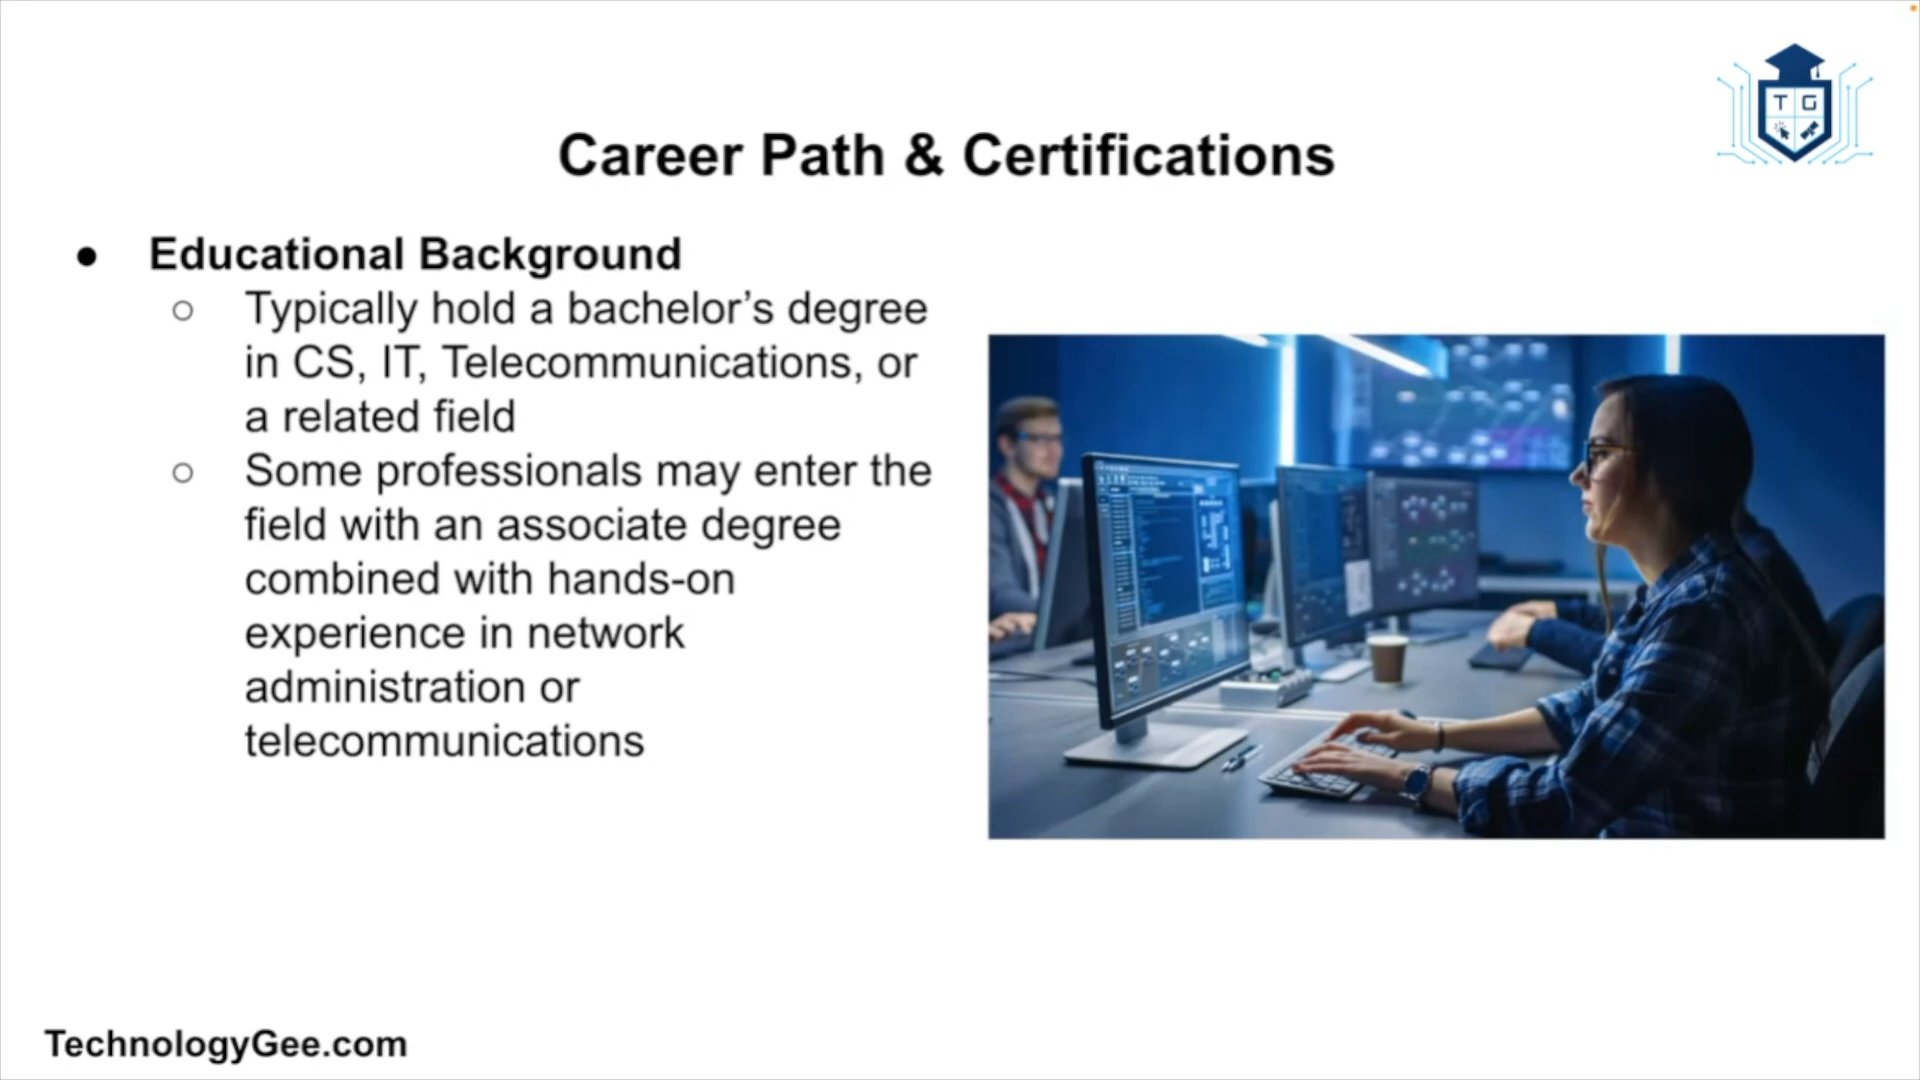 T G
Career Path & Certifications
● Educational Background
○ Typically hold a bachelor’s degree
in CS, IT, Telecommunications, or
a related field
○ Some professionals may enter the
field with an associate degree
combined with hands-on
experience in network
administration or
telecommunications
TechnologyGee.com